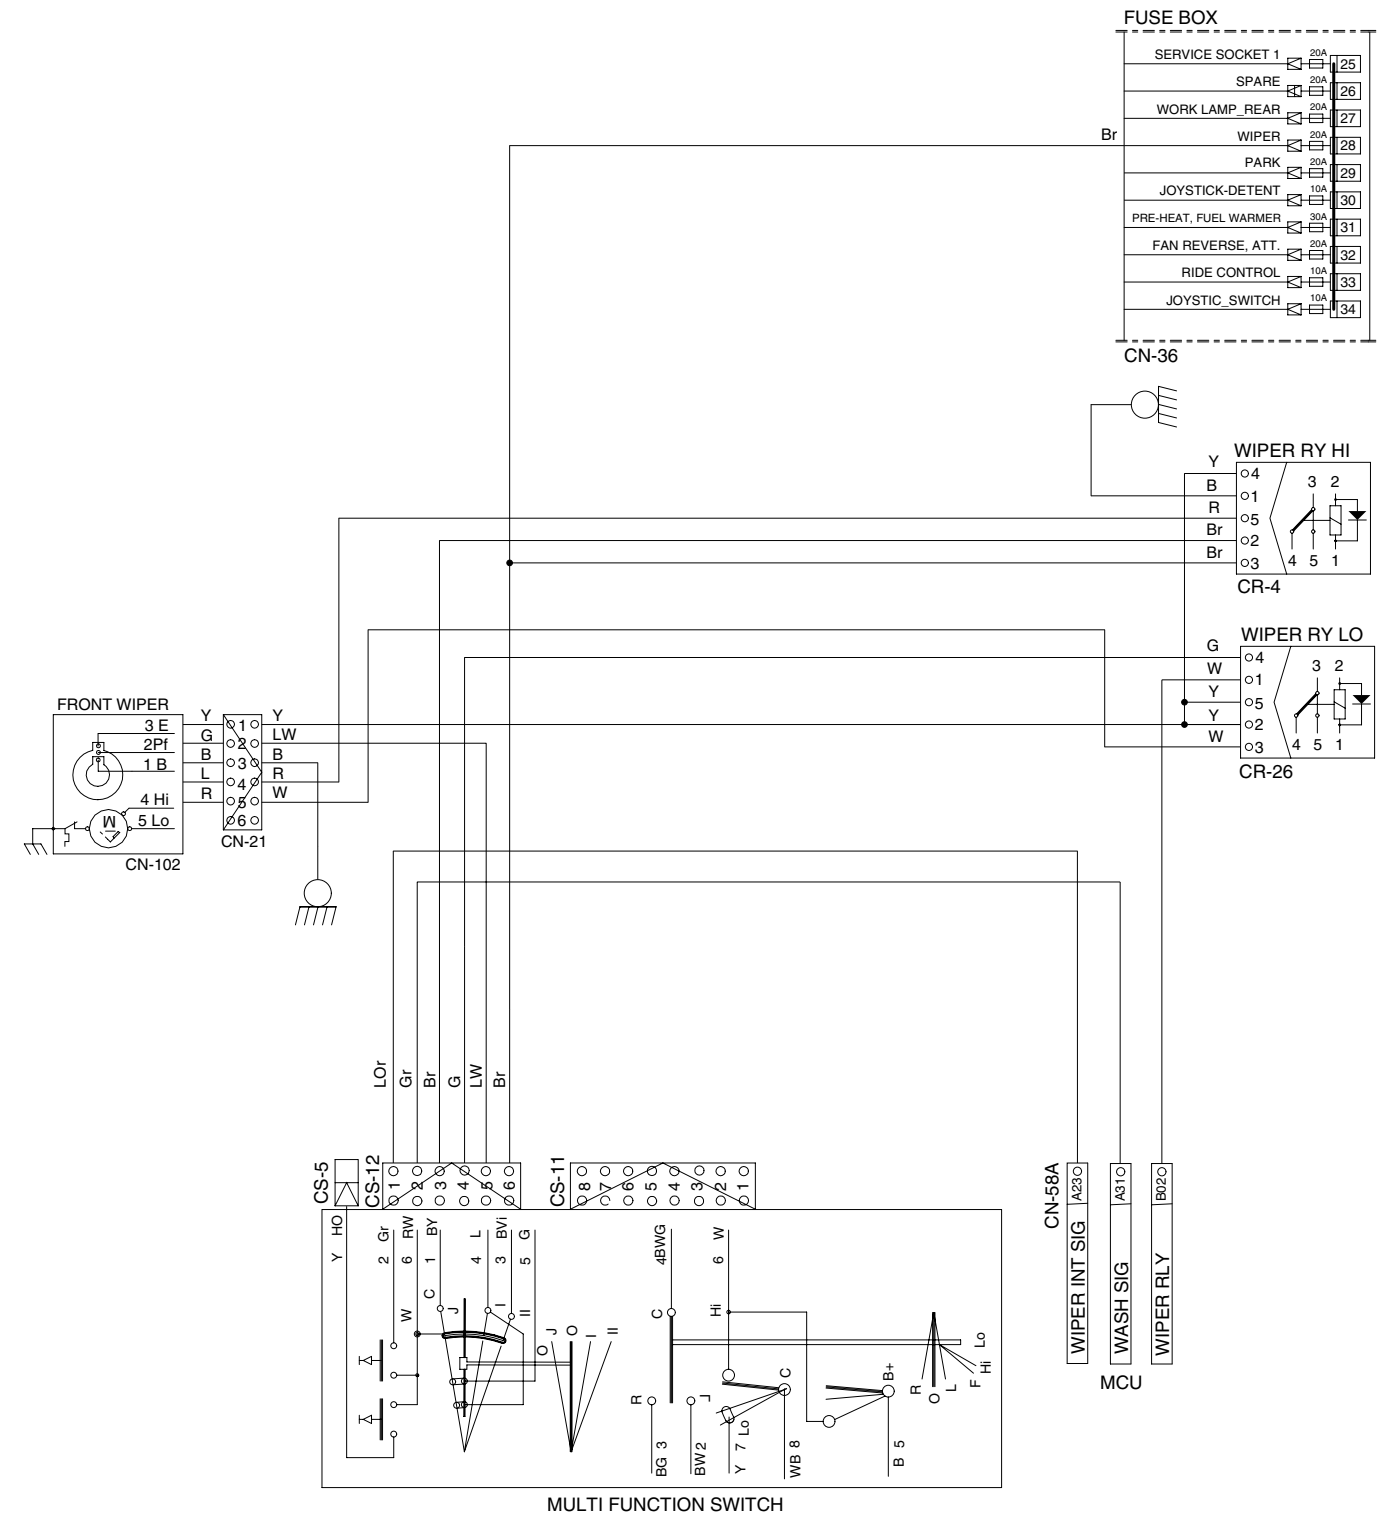 FUSE BOX
SERVICE SOCKET 1 20A 25
SPARE 20A 26
WORK LAMP_REAR 20A 27
Br WIPER 20A 28
PARK 20A 29
JOYSTICK-DETENT 10A 30
PRE-HEAT, FUEL WARMER 30A 31
FAN REVERSE, ATT. 20A 32
RIDE CONTROL 10A 33
JOYSTIC_SWITCH 10A 34
CN-36
WIPER RY HI
Y 4
B 1
R 5
Br 2
Br 3
3 2
4 5 1
CR-4
WIPER RY LO
G 4
W 1
Y 5
Y 2
W 3
3 2
4 5 1
CR-26
FRONT WIPER
3 E Y 1 Y
2Pf G 2 LW
1 B B 3 B
L 4 R
4 Hi R 5 W
5 Lo 6
M
CN-102
CN-21
LOr Gr Br G LW Br
CS-5
CS-12
1 2 3 4 5 6
CS-11
8 7 6 5 4 3 2 1
CN-58A
A23
A31
B02
WIPER INT SIG
WASH SIG
WIPER RLY
MCU
Y HO
2 Gr
6 RW
1 BY
4 L
3 BVi
5 G
4BWG
6 W
W
C
J
I
II
O
J O I II
C
Hi
R
J
C
B+
Lo
R O L F Hi Lo
BG 3
BW 2
Y 7
WB 8
B 5
MULTI FUNCTION SWITCH